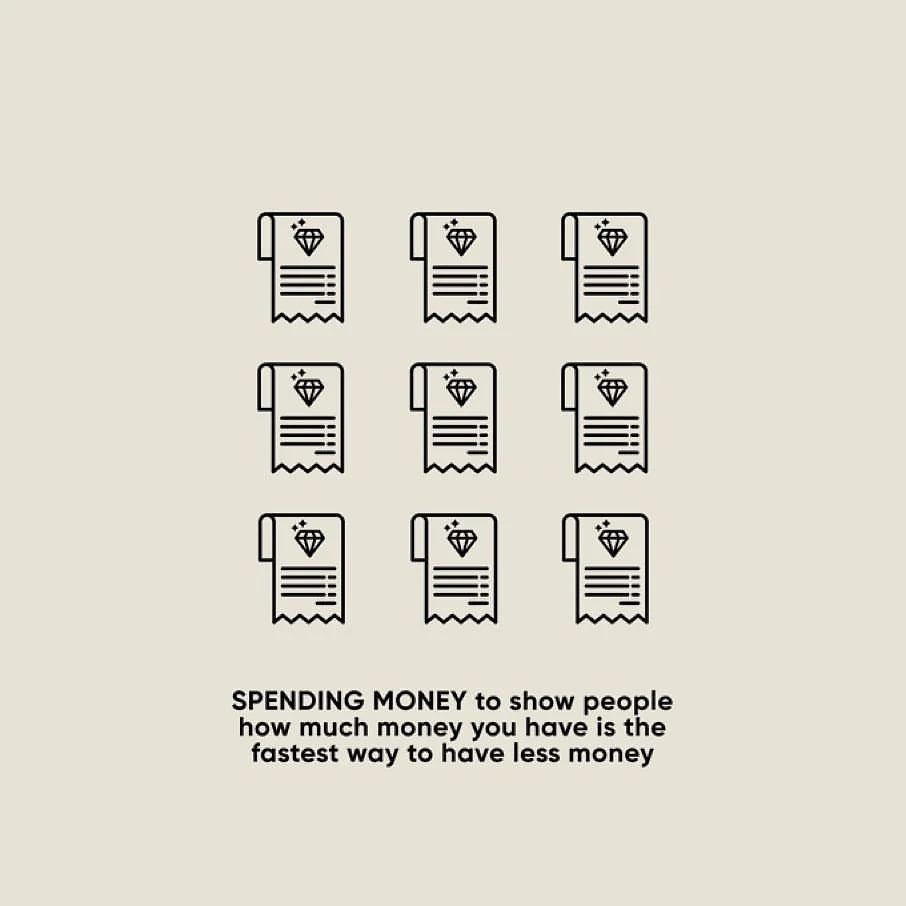 SPENDING MONEY to show people
how much money you have is the
fastest way to have less money